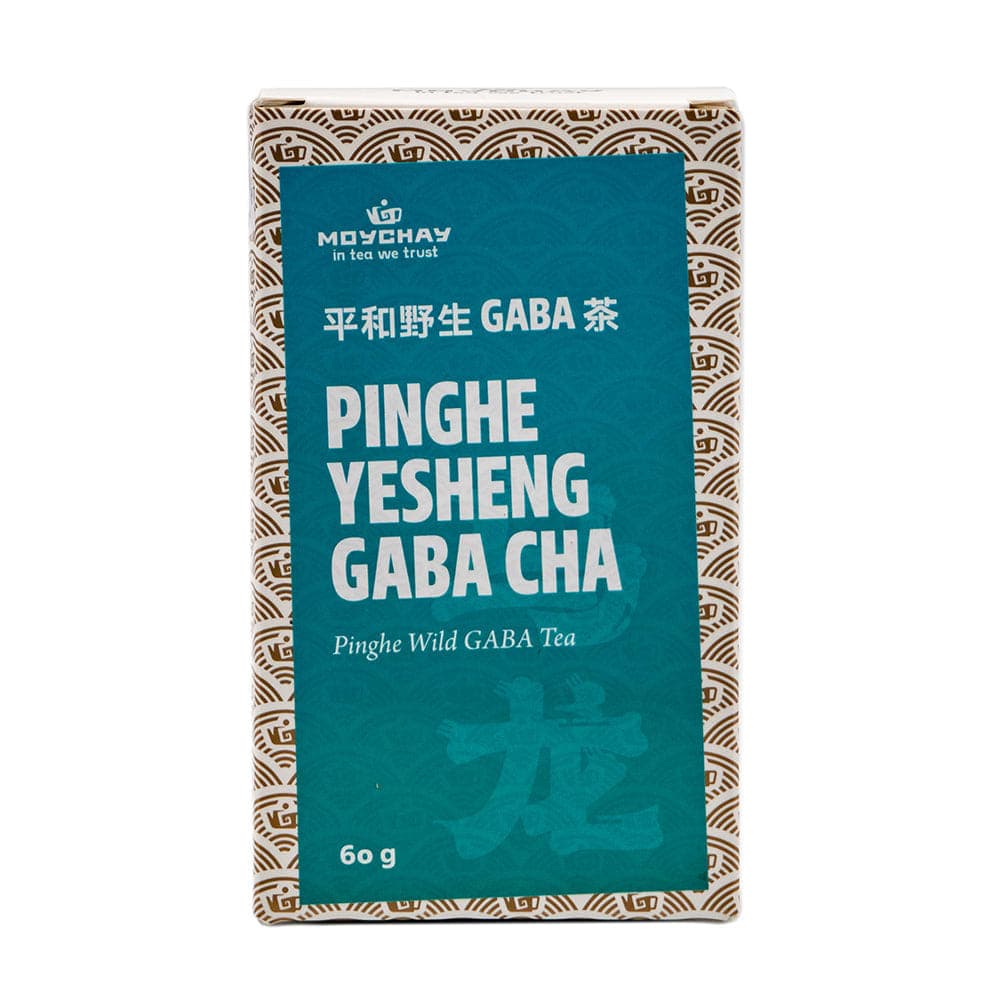 MOYCHAY
in tea we trust
平和野生 GABA 茶
PINGHE
YESHENG
GABA CHA
Pinghe Wild GABA Tea
乌
龙
60 g